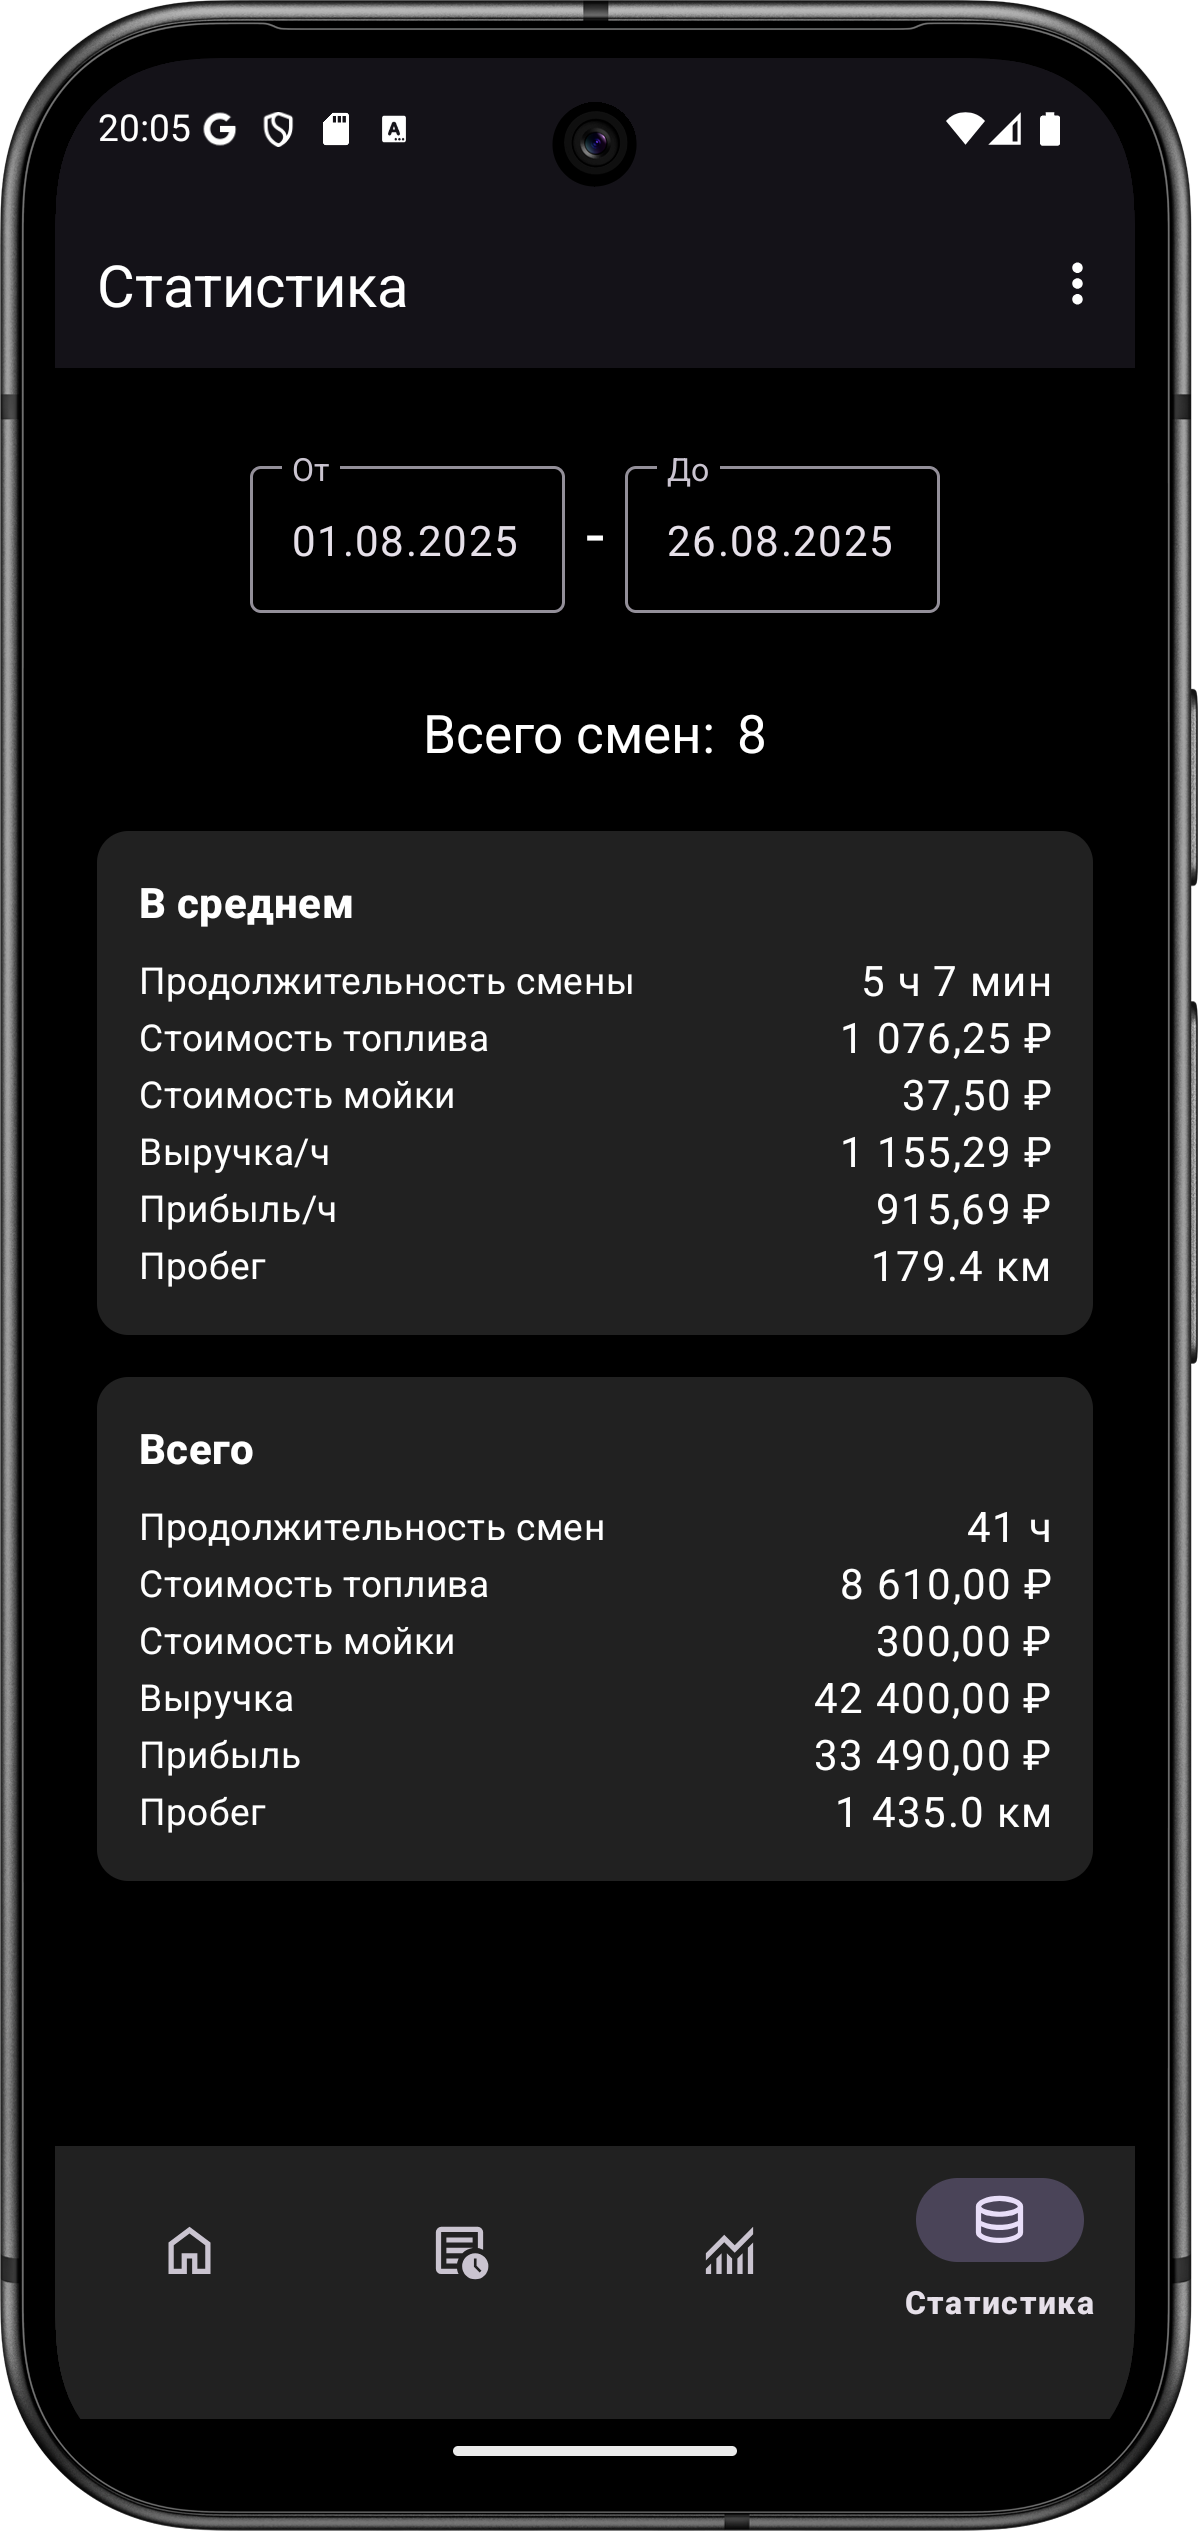 20:05
Статистика
От До
01.08.2025 - 26.08.2025
Всего смен: 8
В среднем
Продолжительность смены 5 ч 7 мин
Стоимость топлива 1 076,25 ₽
Стоимость мойки 37,50 ₽
Выручка/ч 1 155,29 ₽
Прибыль/ч 915,69 ₽
Пробег 179.4 км
Всего
Продолжительность смен 41 ч
Стоимость топлива 8 610,00 ₽
Стоимость мойки 300,00 ₽
Выручка 42 400,00 ₽
Прибыль 33 490,00 ₽
Пробег 1 435.0 км
Статистика